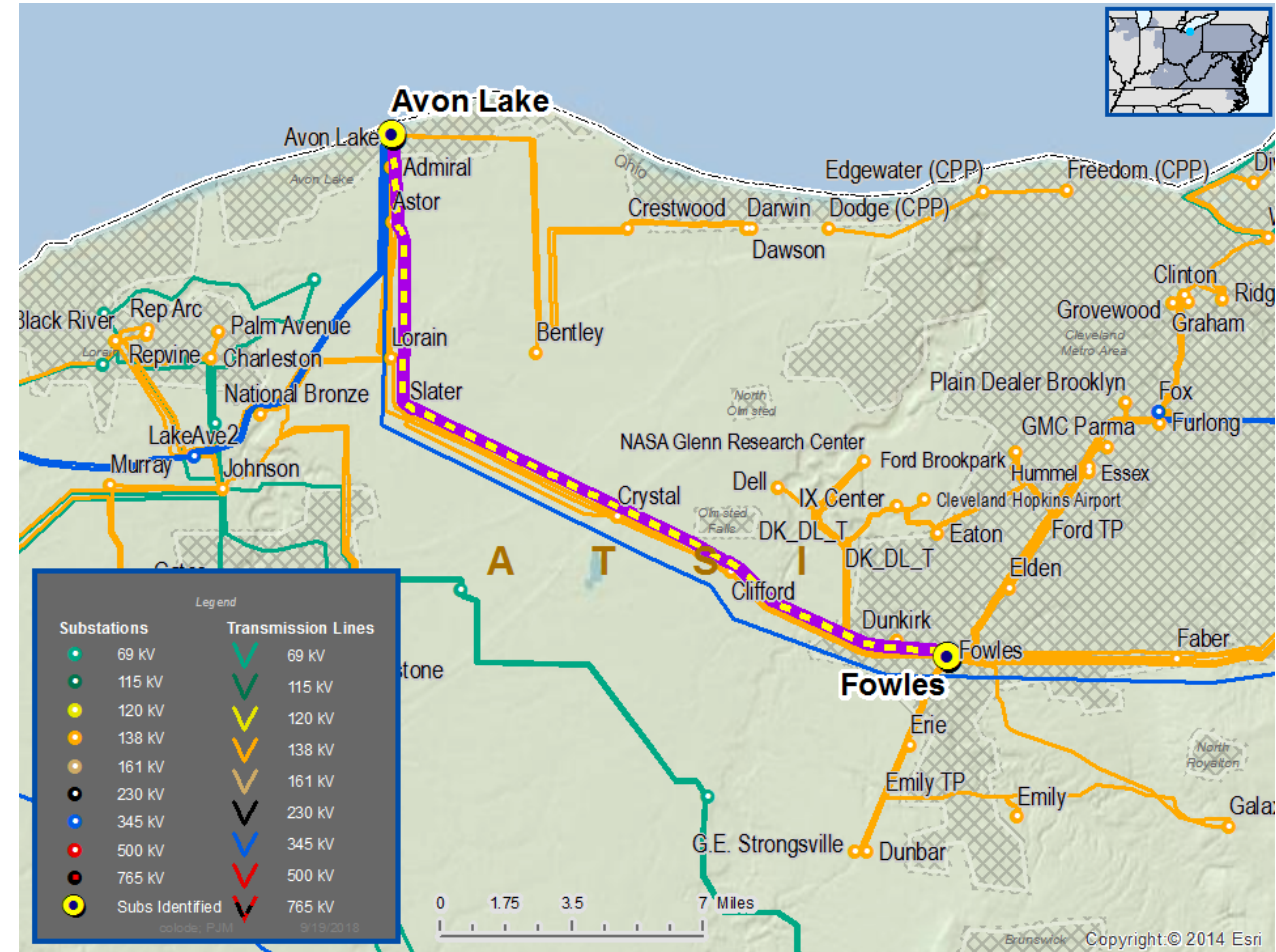 Avon Lake
Avon Lake
Admiral
Avon Lake
Astor
Ohio
Edgewater (CPP)
Freedom (CPP)
Crestwood
Darwin
Dodge (CPP)
Dawson
Clinton
Grovewood
Graham
Black River
Rep Arc
Palm Avenue
Lorain
Repvine
Charleston
Lorain
Bentley
Cleveland
Metro Area
National Bronze
Slater
North
Olmsted
Plain Dealer Brooklyn
Fox
Furlong
GMC Parma
LakeAve2
Murray
Johnson
NASA Glenn Research Center
Ford Brookpark
Hummel
Essex
Dell
IX Center
Cleveland Hopkins Airport
Crystal
Olmsted
Falls
DK_DL_T
Eaton
Ford TP
A T S I
DK_DL_T
Elden
Clifford
Dunkirk
Fowles
Faber
Fowles
Erie
North
Royalton
Emily TP
Emily
G.E. Strongsville
Dunbar
Legend
Substations
Transmission Lines
69 kV
69 kV
115 kV
115 kV
120 kV
120 kV
138 kV
138 kV
161 kV
161 kV
230 kV
230 kV
345 kV
345 kV
500 kV
500 kV
765 kV
765 kV
Subs Identified
colode; PJM
9/19/2018
0 1.75 3.5 7 Miles
Brunswick
Copyright:© 2014 Esri